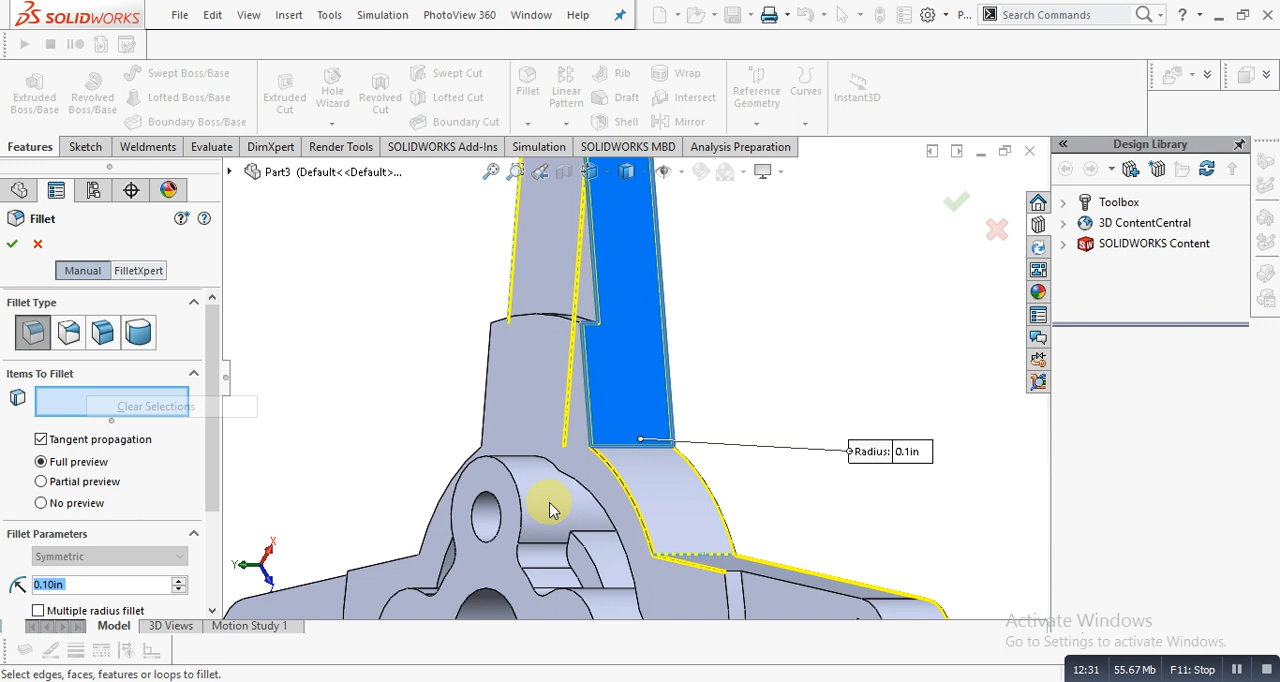 SOLIDWORKS File Edit View Insert Tools Simulation PhotoView 360 Window Help P... Search Commands
Extruded Boss/Base
Revolved Boss/Base
Swept Boss/Base
Lofted Boss/Base
Boundary Boss/Base
Extruded Cut
Hole Wizard
Revolved Cut
Swept Cut
Lofted Cut
Boundary Cut
Fillet
Linear Pattern
Rib
Draft
Shell
Wrap
Intersect
Mirror
Reference Geometry
Curves
Instant3D
Features Sketch Weldments Evaluate DimXpert Render Tools SOLIDWORKS Add-Ins Simul SOLIDWORKS MBD Analysis Preparation
Part3 (Default<<Default>...
Design Library
Toolbox
3D ContentCentral
SOLIDWORKS Content
Fillet
Manual FilletXpert
Fillet Type
Items To Fillet
Clear Selections
Tangent propagation
Full preview
Partial preview
No preview
Fillet Parameters
Symmetric
0.10in
Multiple radius fillet
Radius: 0.1in
X
Y
Model 3D Views Motion Study 1
Activate Windows
Go to Settings to activate Windows.
Select edges, faces, features or loops to fillet.
12:31 55.67 Mb F11: Stop